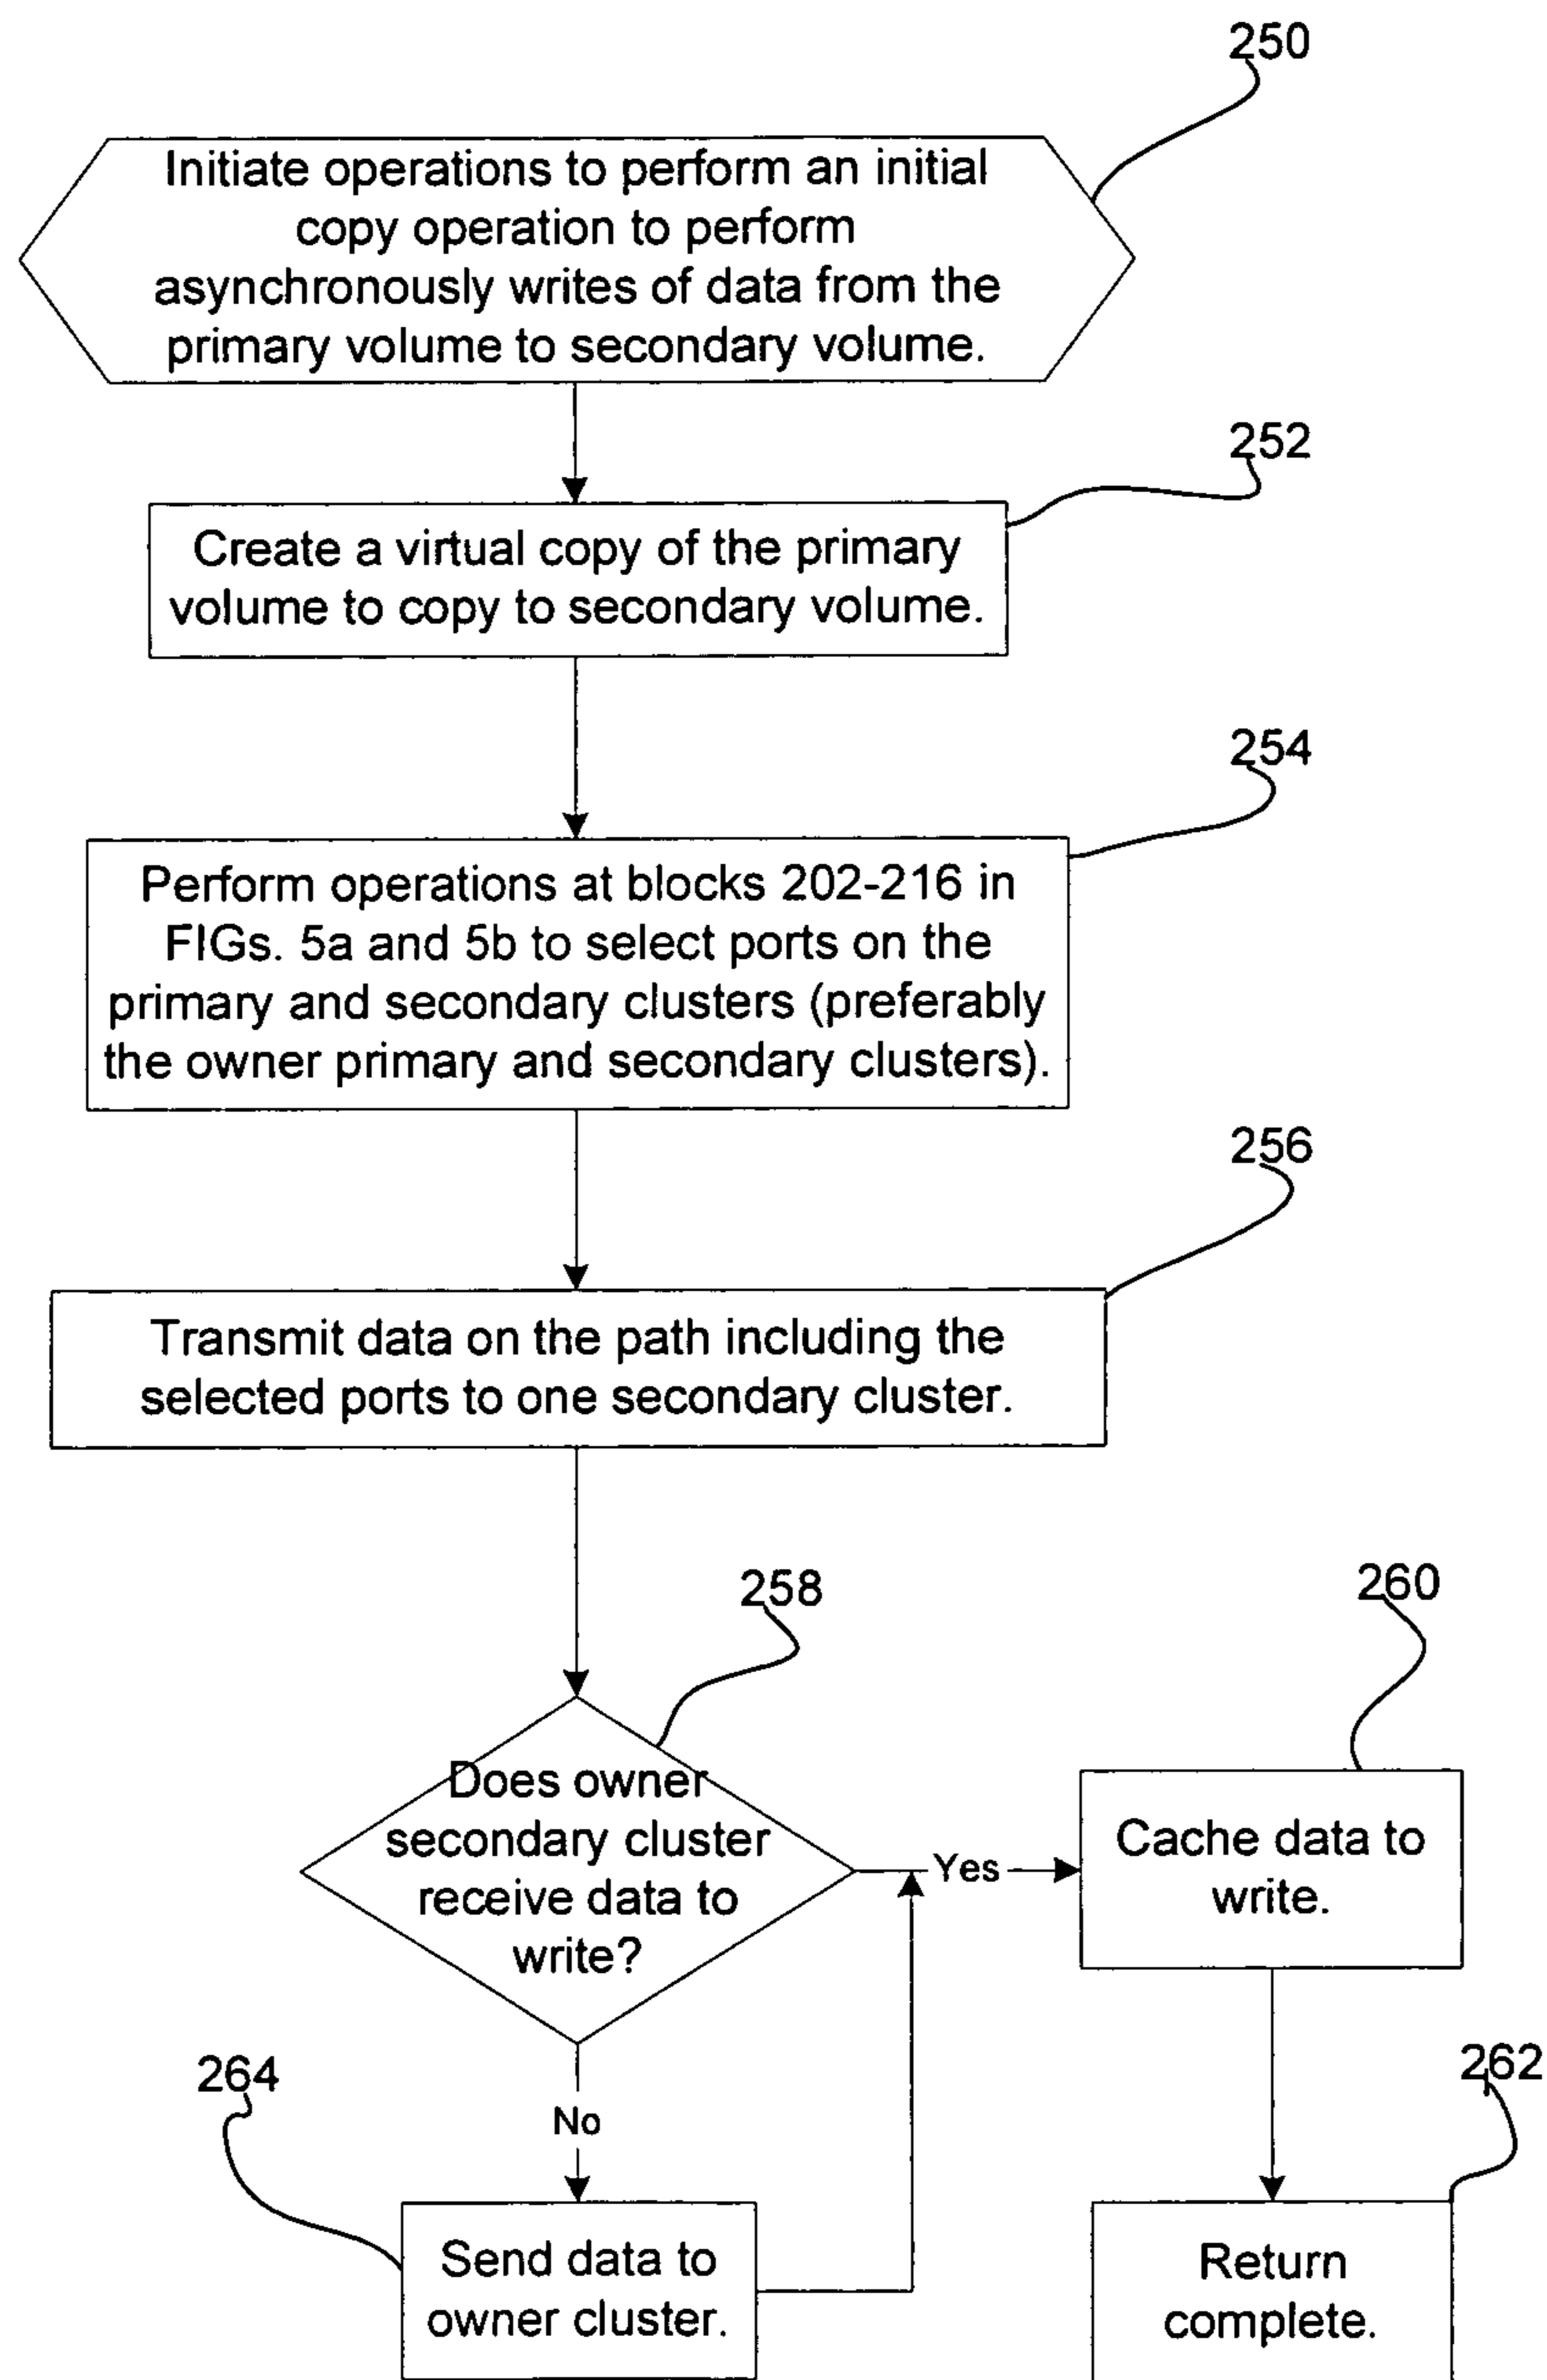 250
Initiate operations to perform an initial
copy operation to perform
asynchronously writes of data from the
primary volume to secondary volume.
252
Create a virtual copy of the primary
volume to copy to secondary volume.
254
Perform operations at blocks 202-216 in
FIGs. 5a and 5b to select ports on the
primary and secondary clusters (preferably
the owner primary and secondary clusters).
256
Transmit data on the path including the
selected ports to one secondary cluster.
258
260
Does owner
secondary cluster
receive data to
write?
Yes
Cache data to
write.
264
262
No
Send data to
owner cluster.
Return
complete.